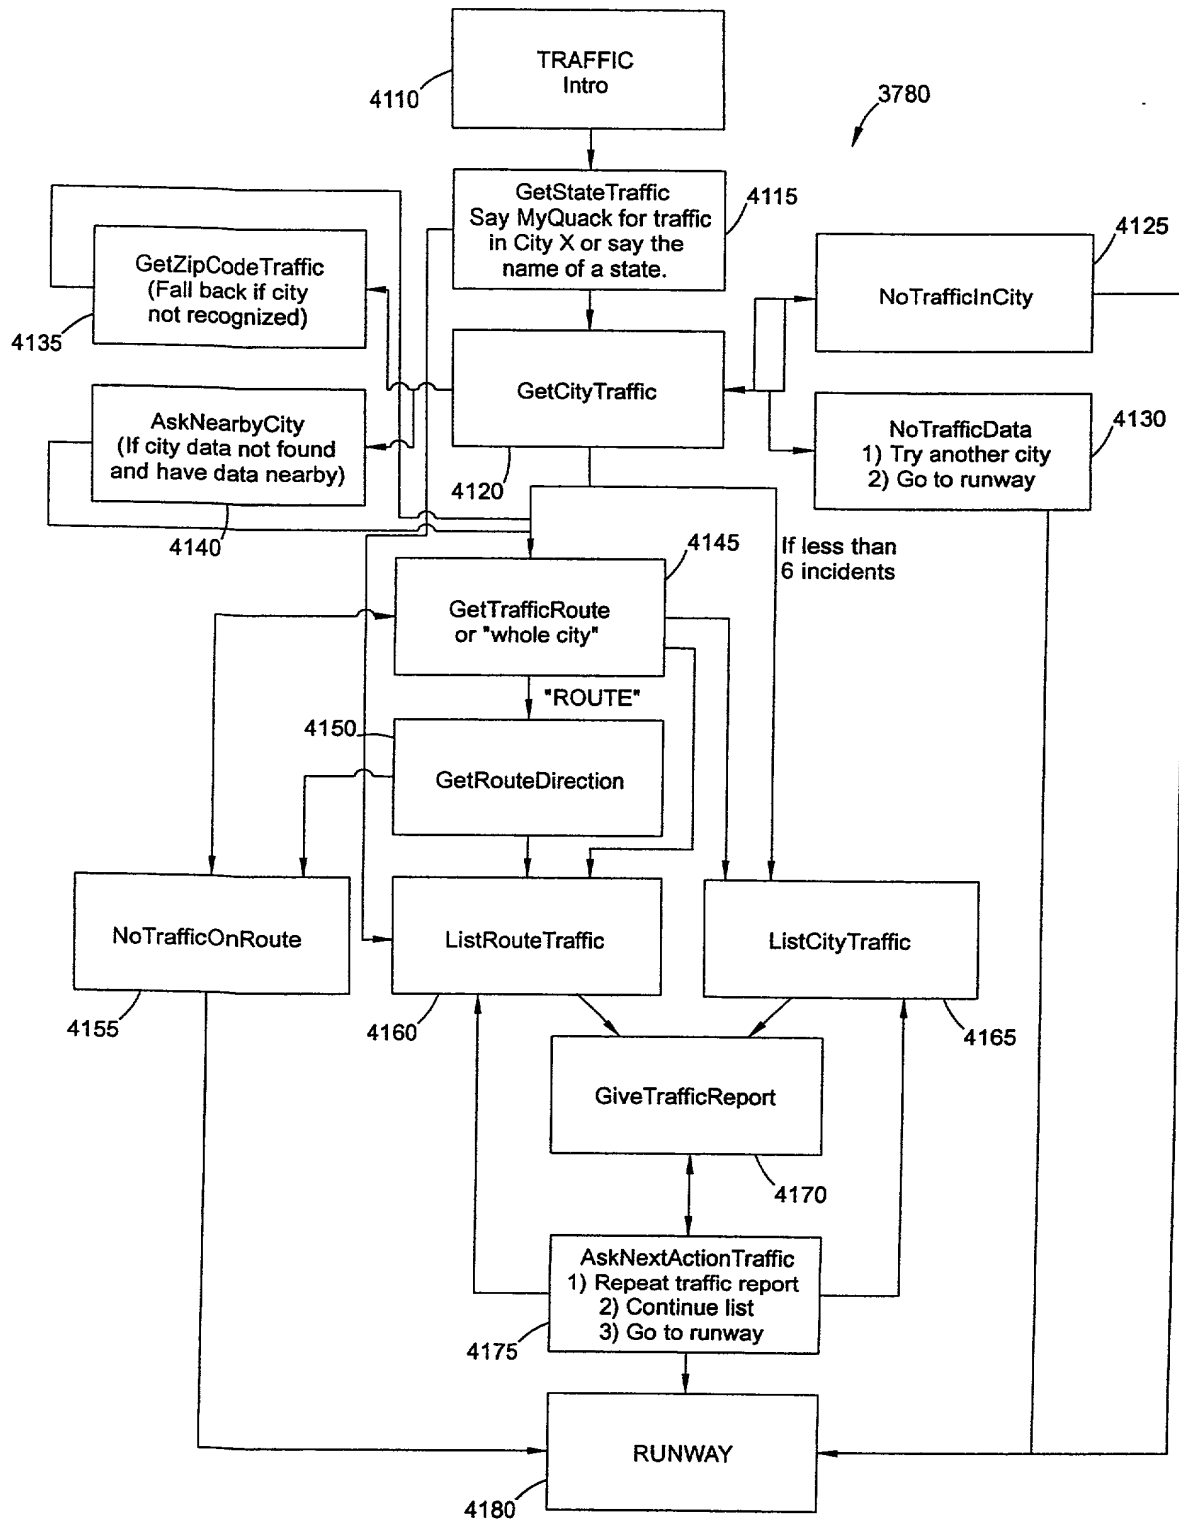 TRAFFIC
Intro
4110
3780
GetStateTraffic
Say MyQuack for traffic
in City X or say the
name of a state.
4115
4125
GetZipCodeTraffic
(Fall back if city
not recognized)
4135
NoTrafficInCity
GetCityTraffic
4120
AskNearbyCity
(If city data not found
and have data nearby)
4140
NoTrafficData
1) Try another city
2) Go to runway
4130
If less than
6 incidents
4145
GetTrafficRoute
or "whole city"
"ROUTE"
4150
GetRouteDirection
NoTrafficOnRoute
4155
ListRouteTraffic
4160
ListCityTraffic
4165
GiveTrafficReport
4170
AskNextActionTraffic
1) Repeat traffic report
2) Continue list
3) Go to runway
4175
RUNWAY
4180